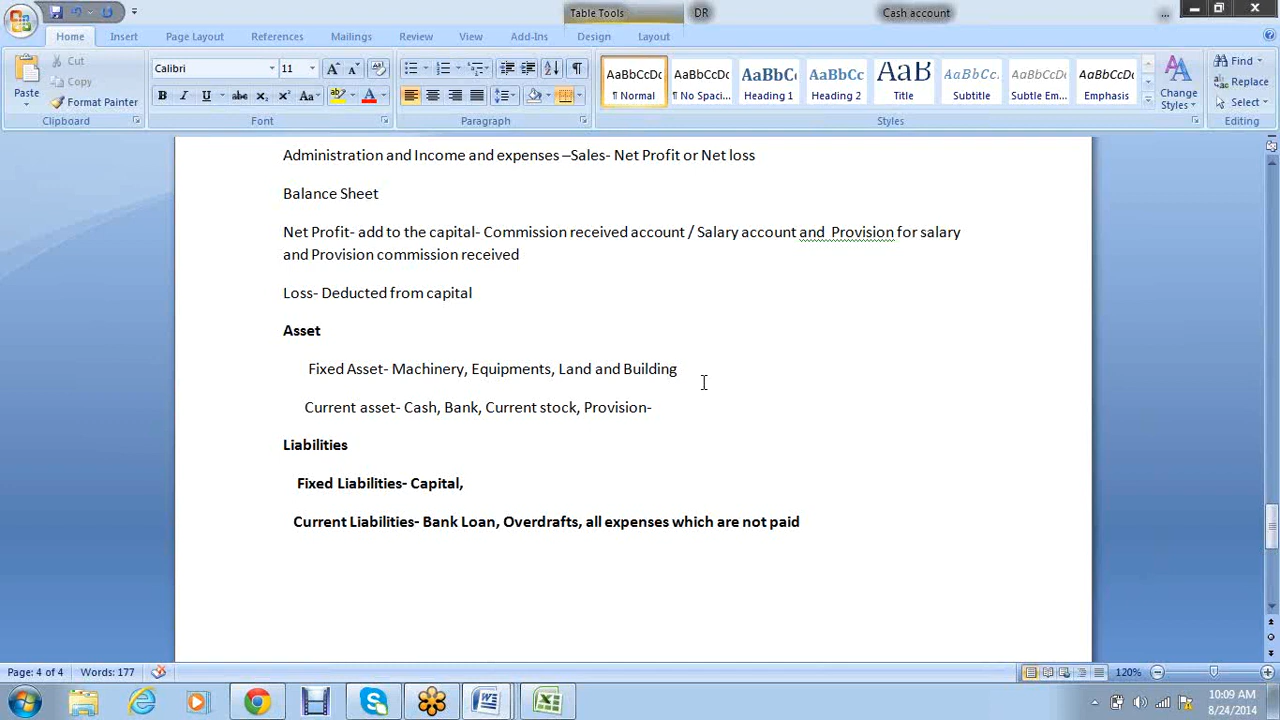 Table Tools DR Cash account ...
Home Insert Page Layout References Mailings Review View Add-Ins Design Layout
Paste Cut Copy Format Painter
Calibri 11
B I U abc X₂ X² Aa A
AaBbCcDc AaBbCcDc AaBbCc AaBbCc AaB AaBbCc. AaBbCcDc AaBbCcDc
¶ Normal ¶ No Spaci... Heading 1 Heading 2 Title Subtitle Subtle Em... Emphasis
Change Styles
Find Replace Select
Clipboard Font Paragraph Styles Editing
Administration and Income and expenses –Sales- Net Profit or Net loss
Balance Sheet
Net Profit- add to the capital- Commission received account / Salary account and  Provision for salary
and Provision commission received
Loss- Deducted from capital
Asset
Fixed Asset- Machinery, Equipments, Land and Building
Current asset- Cash, Bank, Current stock, Provision-
Liabilities
Fixed Liabilities- Capital,
Current Liabilities- Bank Loan, Overdrafts, all expenses which are not paid
Page: 4 of 4 Words: 177 120%
10:09 AM
8/24/2014